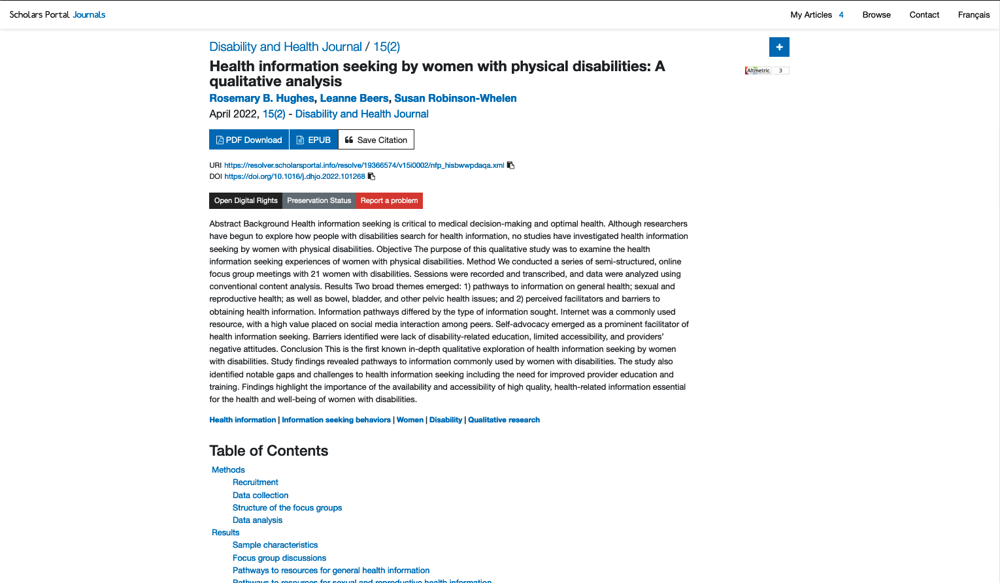 Scholars Portal Journals
My Articles 4 Browse Contact Français
Disability and Health Journal / 15(2)
Altmetric 3
Health information seeking by women with physical disabilities: A
qualitative analysis
Rosemary B. Hughes, Leanne Beers, Susan Robinson-Whelen
April 2022, 15(2) - Disability and Health Journal
PDF Download EPUB Save Citation
URI https://resolver.scholarsportal.info/resolve/19366574/v15i0002/nfp_hisbwwpdaqa.xml
DOI https://doi.org/10.1016/j.dhjo.2022.101268
Open Digital Rights Preservation Status Report a problem
Abstract Background Health information seeking is critical to medical decision-making and optimal health. Although researchers
have begun to explore how people with disabilities search for health information, no studies have investigated health information
seeking by women with physical disabilities. Objective The purpose of this qualitative study was to examine the health
information seeking experiences of women with physical disabilities. Method We conducted a series of semi-structured, online
focus group meetings with 21 women with disabilities. Sessions were recorded and transcribed, and data were analyzed using
conventional content analysis. Results Two broad themes emerged: 1) pathways to information on general health; sexual and
reproductive health; as well as bowel, bladder, and other pelvic health issues; and 2) perceived facilitators and barriers to
obtaining health information. Information pathways differed by the type of information sought. Internet was a commonly used
resource, with a high value placed on social media interaction among peers. Self-advocacy emerged as a prominent facilitator of
health information seeking. Barriers identified were lack of disability-related education, limited accessibility, and providers’
negative attitudes. Conclusion This is the first known in-depth qualitative exploration of health information seeking by women
with disabilities. Study findings revealed pathways to information commonly used by women with disabilities. The study also
identified notable gaps and challenges to health information seeking including the need for improved provider education and
training. Findings highlight the importance of the availability and accessibility of high quality, health-related information essential
for the health and well-being of women with disabilities.
Health information | Information seeking behaviors | Women | Disability | Qualitative research
Table of Contents
Methods
Recruitment
Data collection
Structure of the focus groups
Data analysis
Results
Sample characteristics
Focus group discussions
Pathways to resources for general health information
Pathways to resources for sexual and reproductive health information